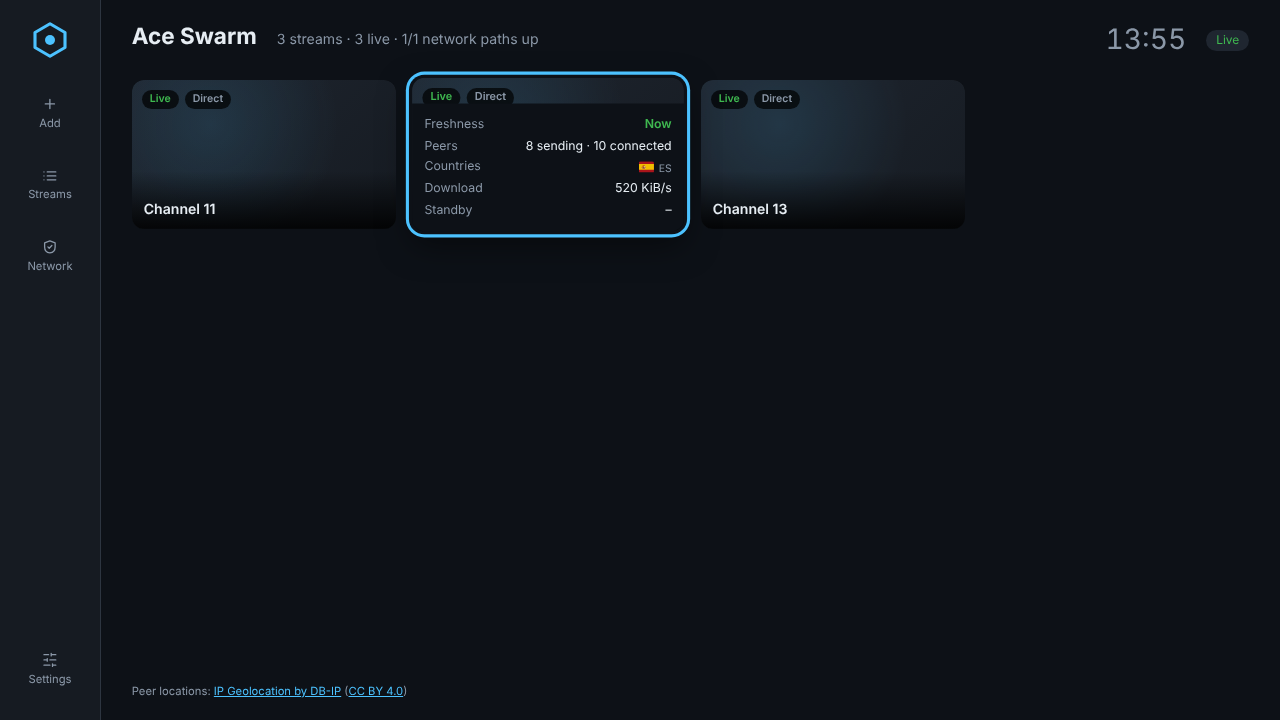 Ace Swarm
3 streams · 3 live · 1/1 network paths up
13:55
Live
Add
Streams
Network
Settings
Live Direct
Channel 11
Live Direct
Freshness Now
Peers 8 sending · 10 connected
Countries ES
Download 520 KiB/s
Standby –
Live Direct
Channel 13
Peer locations: IP Geolocation by DB-IP (CC BY 4.0)